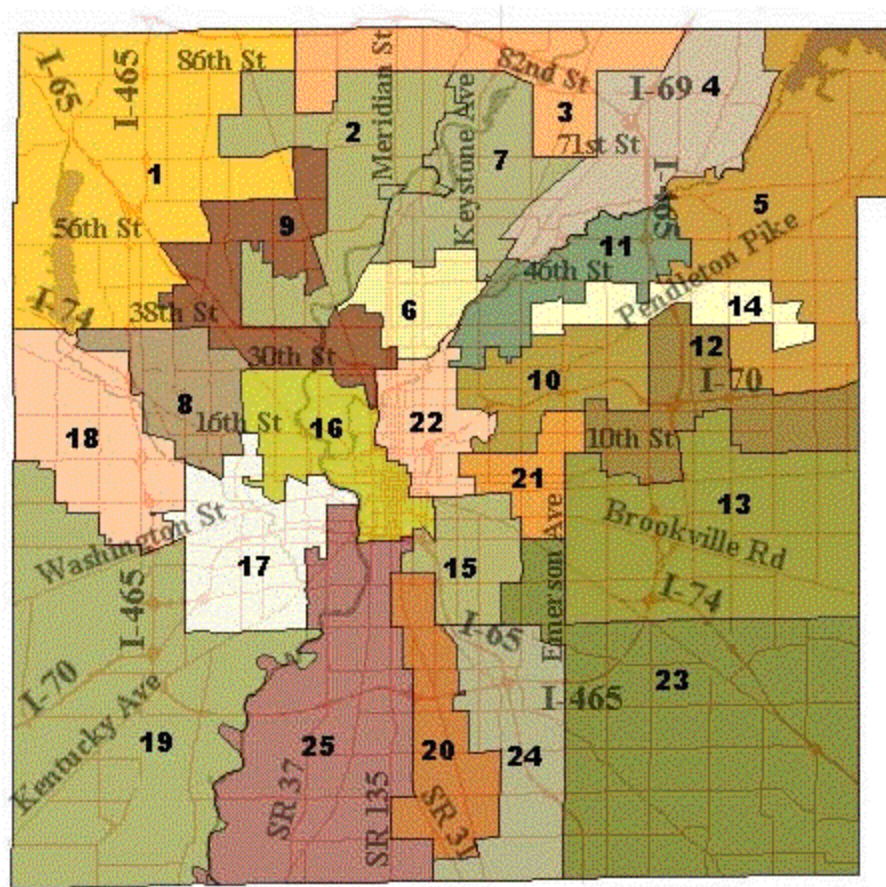 I-65
I-465
86th St
Meridian St
82nd St
I-69
4
Keystone Ave
3
2
7
71st St
1
I-465
56th St
9
5
11
46th St
Pendleton Pike
I-74
38th St
6
14
30th St
12
10
I-70
8
16th St
16
22
18
10th St
21
13
Brookville Rd
Washington St
17
15
Emerson Ave
I-465
I-74
I-65
I-70
23
I-465
Kentucky Ave
19
25
20
24
SR 37
SR 135
SR 31